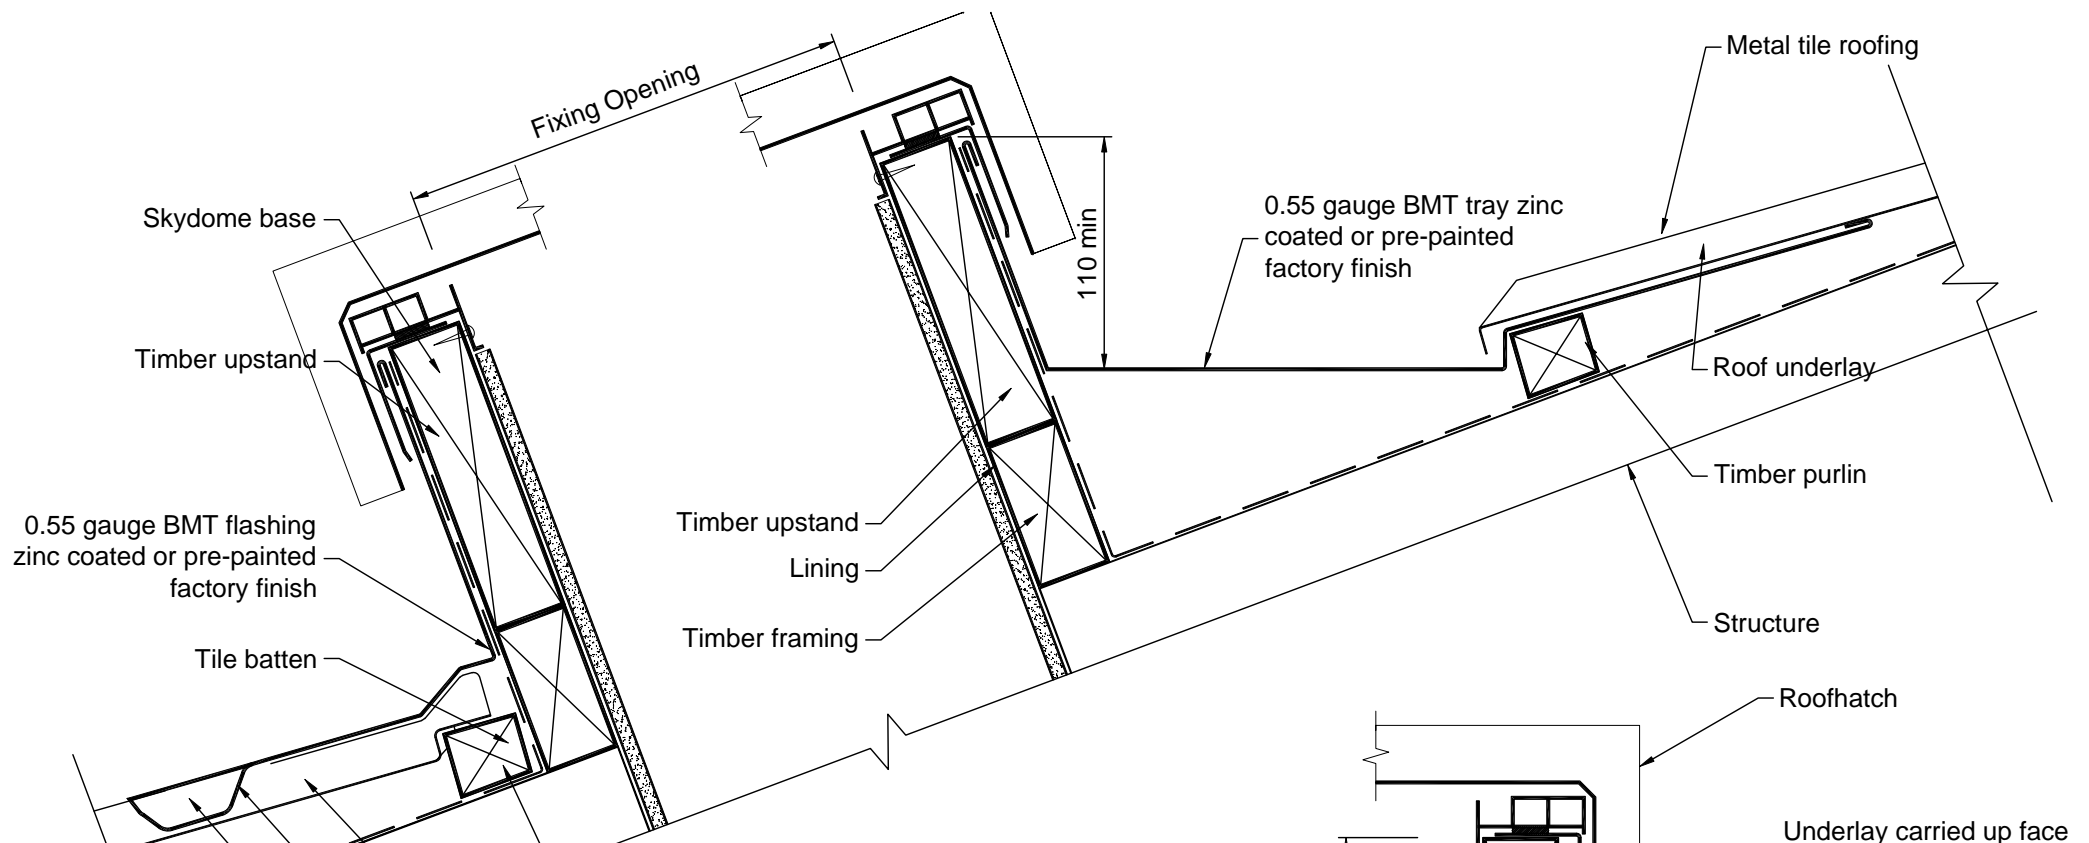 Fixing Opening
Metal tile roofing
Skydome base
0.55 gauge BMT tray zinc
coated or pre-painted
factory finish
110 min
Timber upstand
Roof underlay
Timber purlin
0.55 gauge BMT flashing
zinc coated or pre-painted
factory finish
Timber upstand
Lining
Timber framing
Structure
Tile batten
Roofhatch
Underlay carried up face